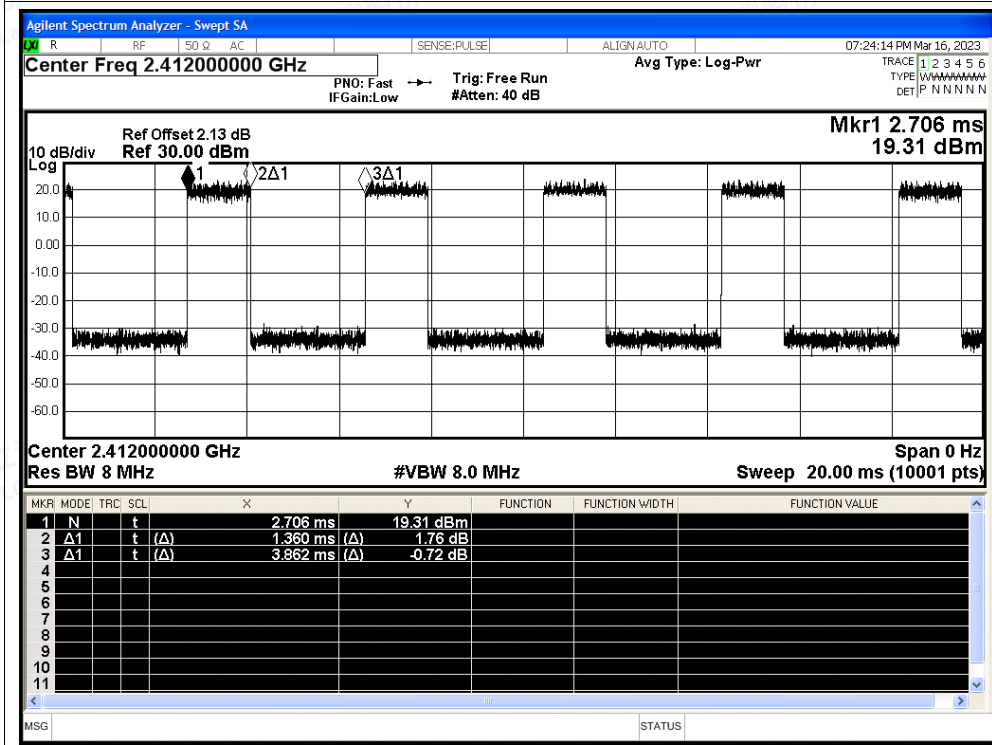 Agilent Spectrum Analyzer - Swept SA
LXI R RF 50 Ω AC SENSE:PULSE ALIGN AUTO 07:24:14 PM Mar 16, 2023
Center Freq 2.412000000 GHz
PNO: Fast
IFGain:Low
Trig: Free Run
#Atten: 40 dB
Avg Type: Log-Pwr
TRACE 1 2 3 4 5 6
TYPE
DET P N N N N N
Mkr1 2.706 ms
19.31 dBm
Ref Offset 2.13 dB
10 dB/div Ref 30.00 dBm
Log
1 2Δ1 3Δ1
20.0
10.0
0.00
-10.0
-20.0
-30.0
-40.0
-50.0
-60.0
Center 2.412000000 GHz Span 0 Hz
Res BW 8 MHz #VBW 8.0 MHz Sweep 20.00 ms (10001 pts)
MKR MODE TRC SCL X Y FUNCTION FUNCTION WIDTH FUNCTION VALUE
1 N t 2.706 ms 19.31 dBm
2 Δ1 t (Δ) 1.360 ms (Δ) 1.76 dB
3 Δ1 t (Δ) 3.862 ms (Δ) -0.72 dB
4
5
6
7
8
9
10
11
MSG STATUS